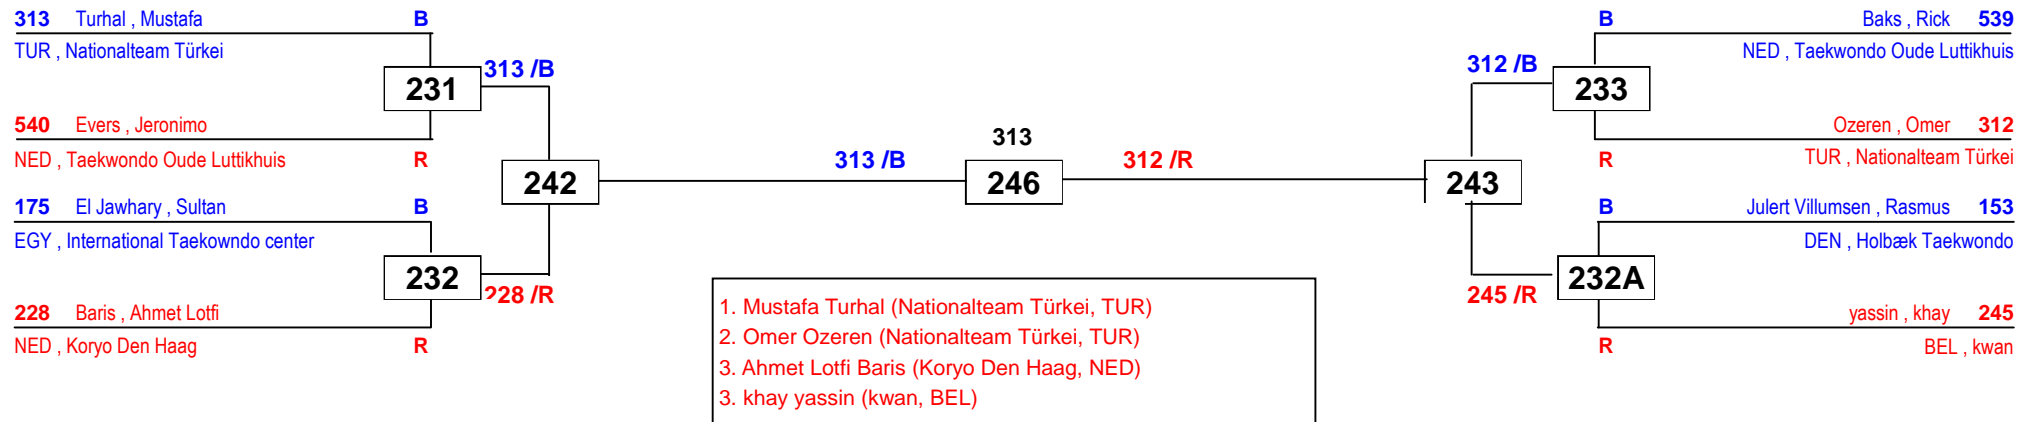 313 Turhal , Mustafa B
TUR , Nationalteam Türkei
231
313 /B
540 Evers , Jeronimo
NED , Taekwondo Oude Luttikhuis R
242
175 El Jawhary , Sultan B
EGY , International Taekowndo center
232
228 /R
228 Baris , Ahmet Lotfi
NED , Koryo Den Haag R
313 /B
313
246
312 /R
B Baks , Rick 539
NED , Taekwondo Oude Luttikhuis
312 /B
233
Ozeren , Omer 312
R TUR , Nationalteam Türkei
243
B Julert Villumsen , Rasmus 153
DEN , Holbæk Taekwondo
245 /R
232A
yassin , khay 245
R BEL , kwan
1. Mustafa Turhal (Nationalteam Türkei, TUR)
2. Omer Ozeren (Nationalteam Türkei, TUR)
3. Ahmet Lotfi Baris (Koryo Den Haag, NED)
3. khay yassin (kwan, BEL)